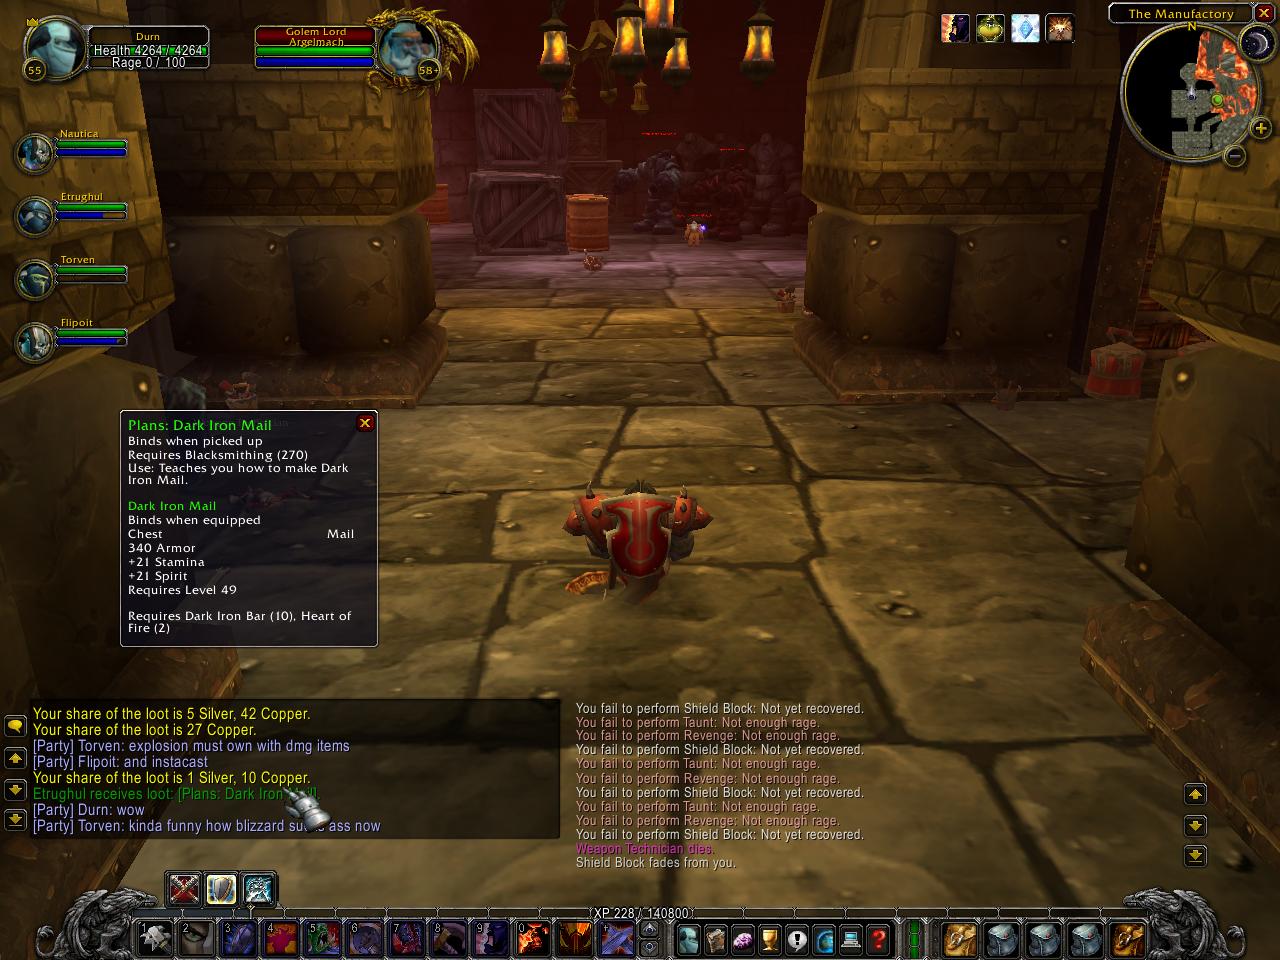 Durn
Health 4264 / 4264
Rage 0 / 100
55
Golem Lord
Argelmach
58+
The Manufactory
N
Nautica
Etrughul
Torven
Flipoit
Plans: Dark Iron Mail
Binds when picked up
Requires Blacksmithing (270)
Use: Teaches you how to make Dark
Iron Mail.
Dark Iron Mail
Binds when equipped
Chest Mail
340 Armor
+21 Stamina
+21 Spirit
Requires Level 49
Requires Dark Iron Bar (10), Heart of
Fire (2)
Your share of the loot is 5 Silver, 42 Copper.
Your share of the loot is 27 Copper.
[Party] Torven: explosion must own with dmg items
[Party] Flipoit: and instacast
Your share of the loot is 1 Silver, 10 Copper.
Etrughul receives loot: [Plans: Dark Iron
[Party] Durn: wow
[Party] Torven: kinda funny how blizzard ass now
You fail to perform Shield Block: Not yet recovered.
You fail to perform Taunt: Not enough rage.
You fail to perform Revenge: Not enough rage.
You fail to perform Shield Block: Not yet recovered.
You fail to perform Taunt: Not enough rage.
You fail to perform Revenge: Not enough rage.
You fail to perform Shield Block: Not yet recovered.
You fail to perform Taunt: Not enough rage.
You fail to perform Revenge: Not enough rage.
You fail to perform Shield Block: Not yet recovered.
Weapon Technician dies.
Shield Block fades from you.
XP 228 / 140800
1 2 3 4 5 6 7 8 9 0 - +